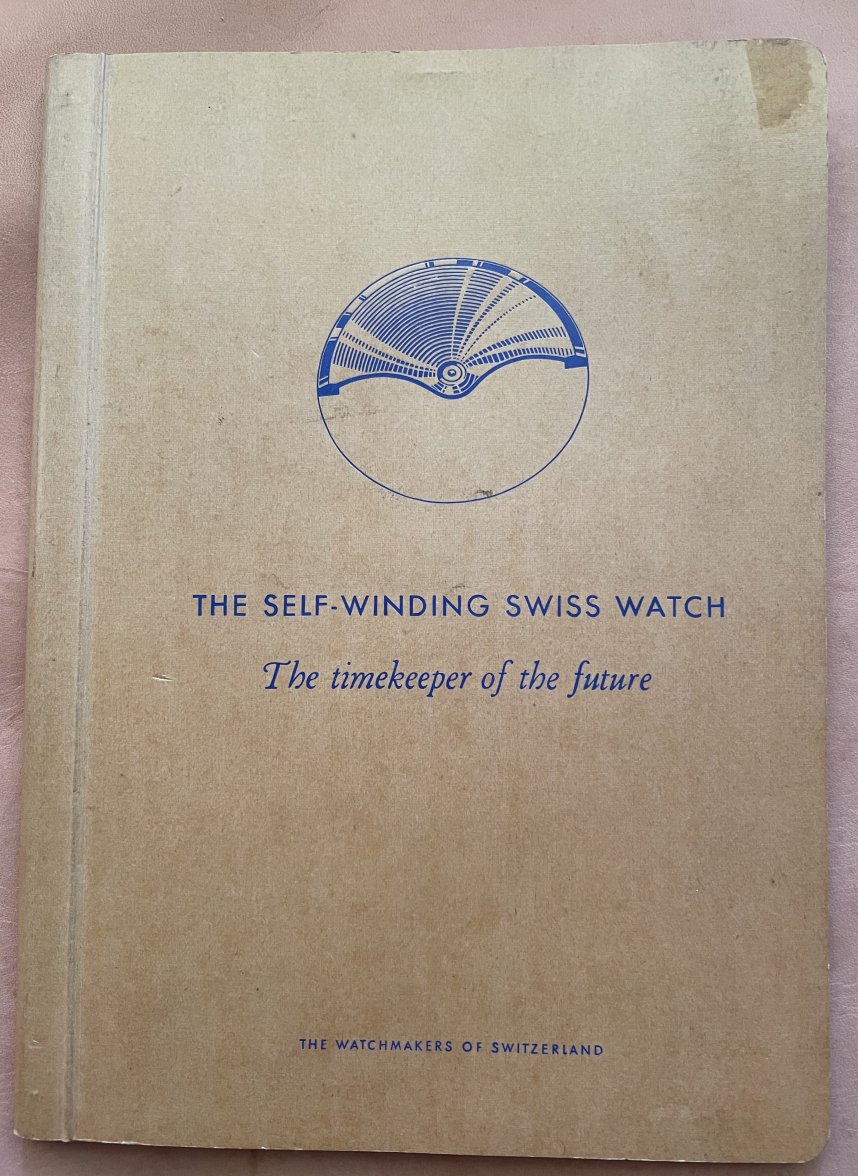 THE SELF-WINDING SWISS WATCH
The timekeeper of the future
THE WATCHMAKERS OF SWITZERLAND